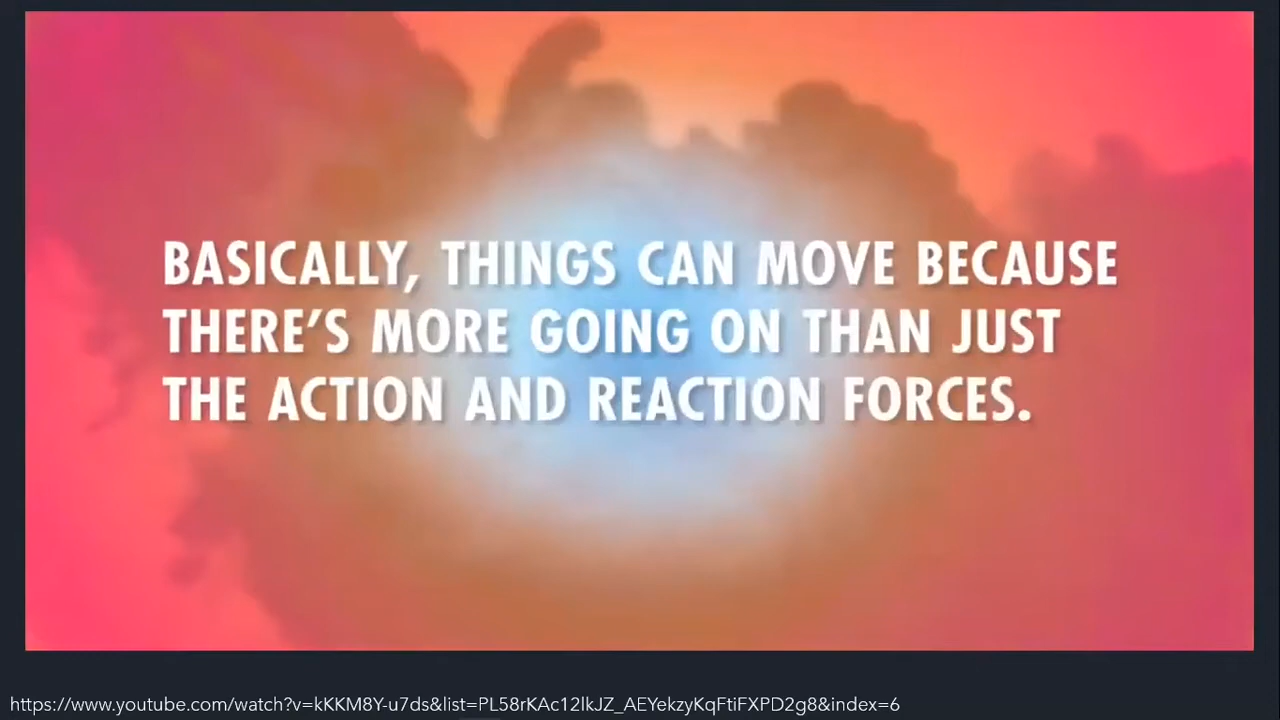 BASICALLY, THINGS CAN MOVE BECAUSE
THERE’S MORE GOING ON THAN JUST
THE ACTION AND REACTION FORCES.
https://www.youtube.com/watch?v=kKKM8Y-u7ds&list=PL58rKAc12lkJZ_AEYekzyKqFtiFXPD2g8&index=6